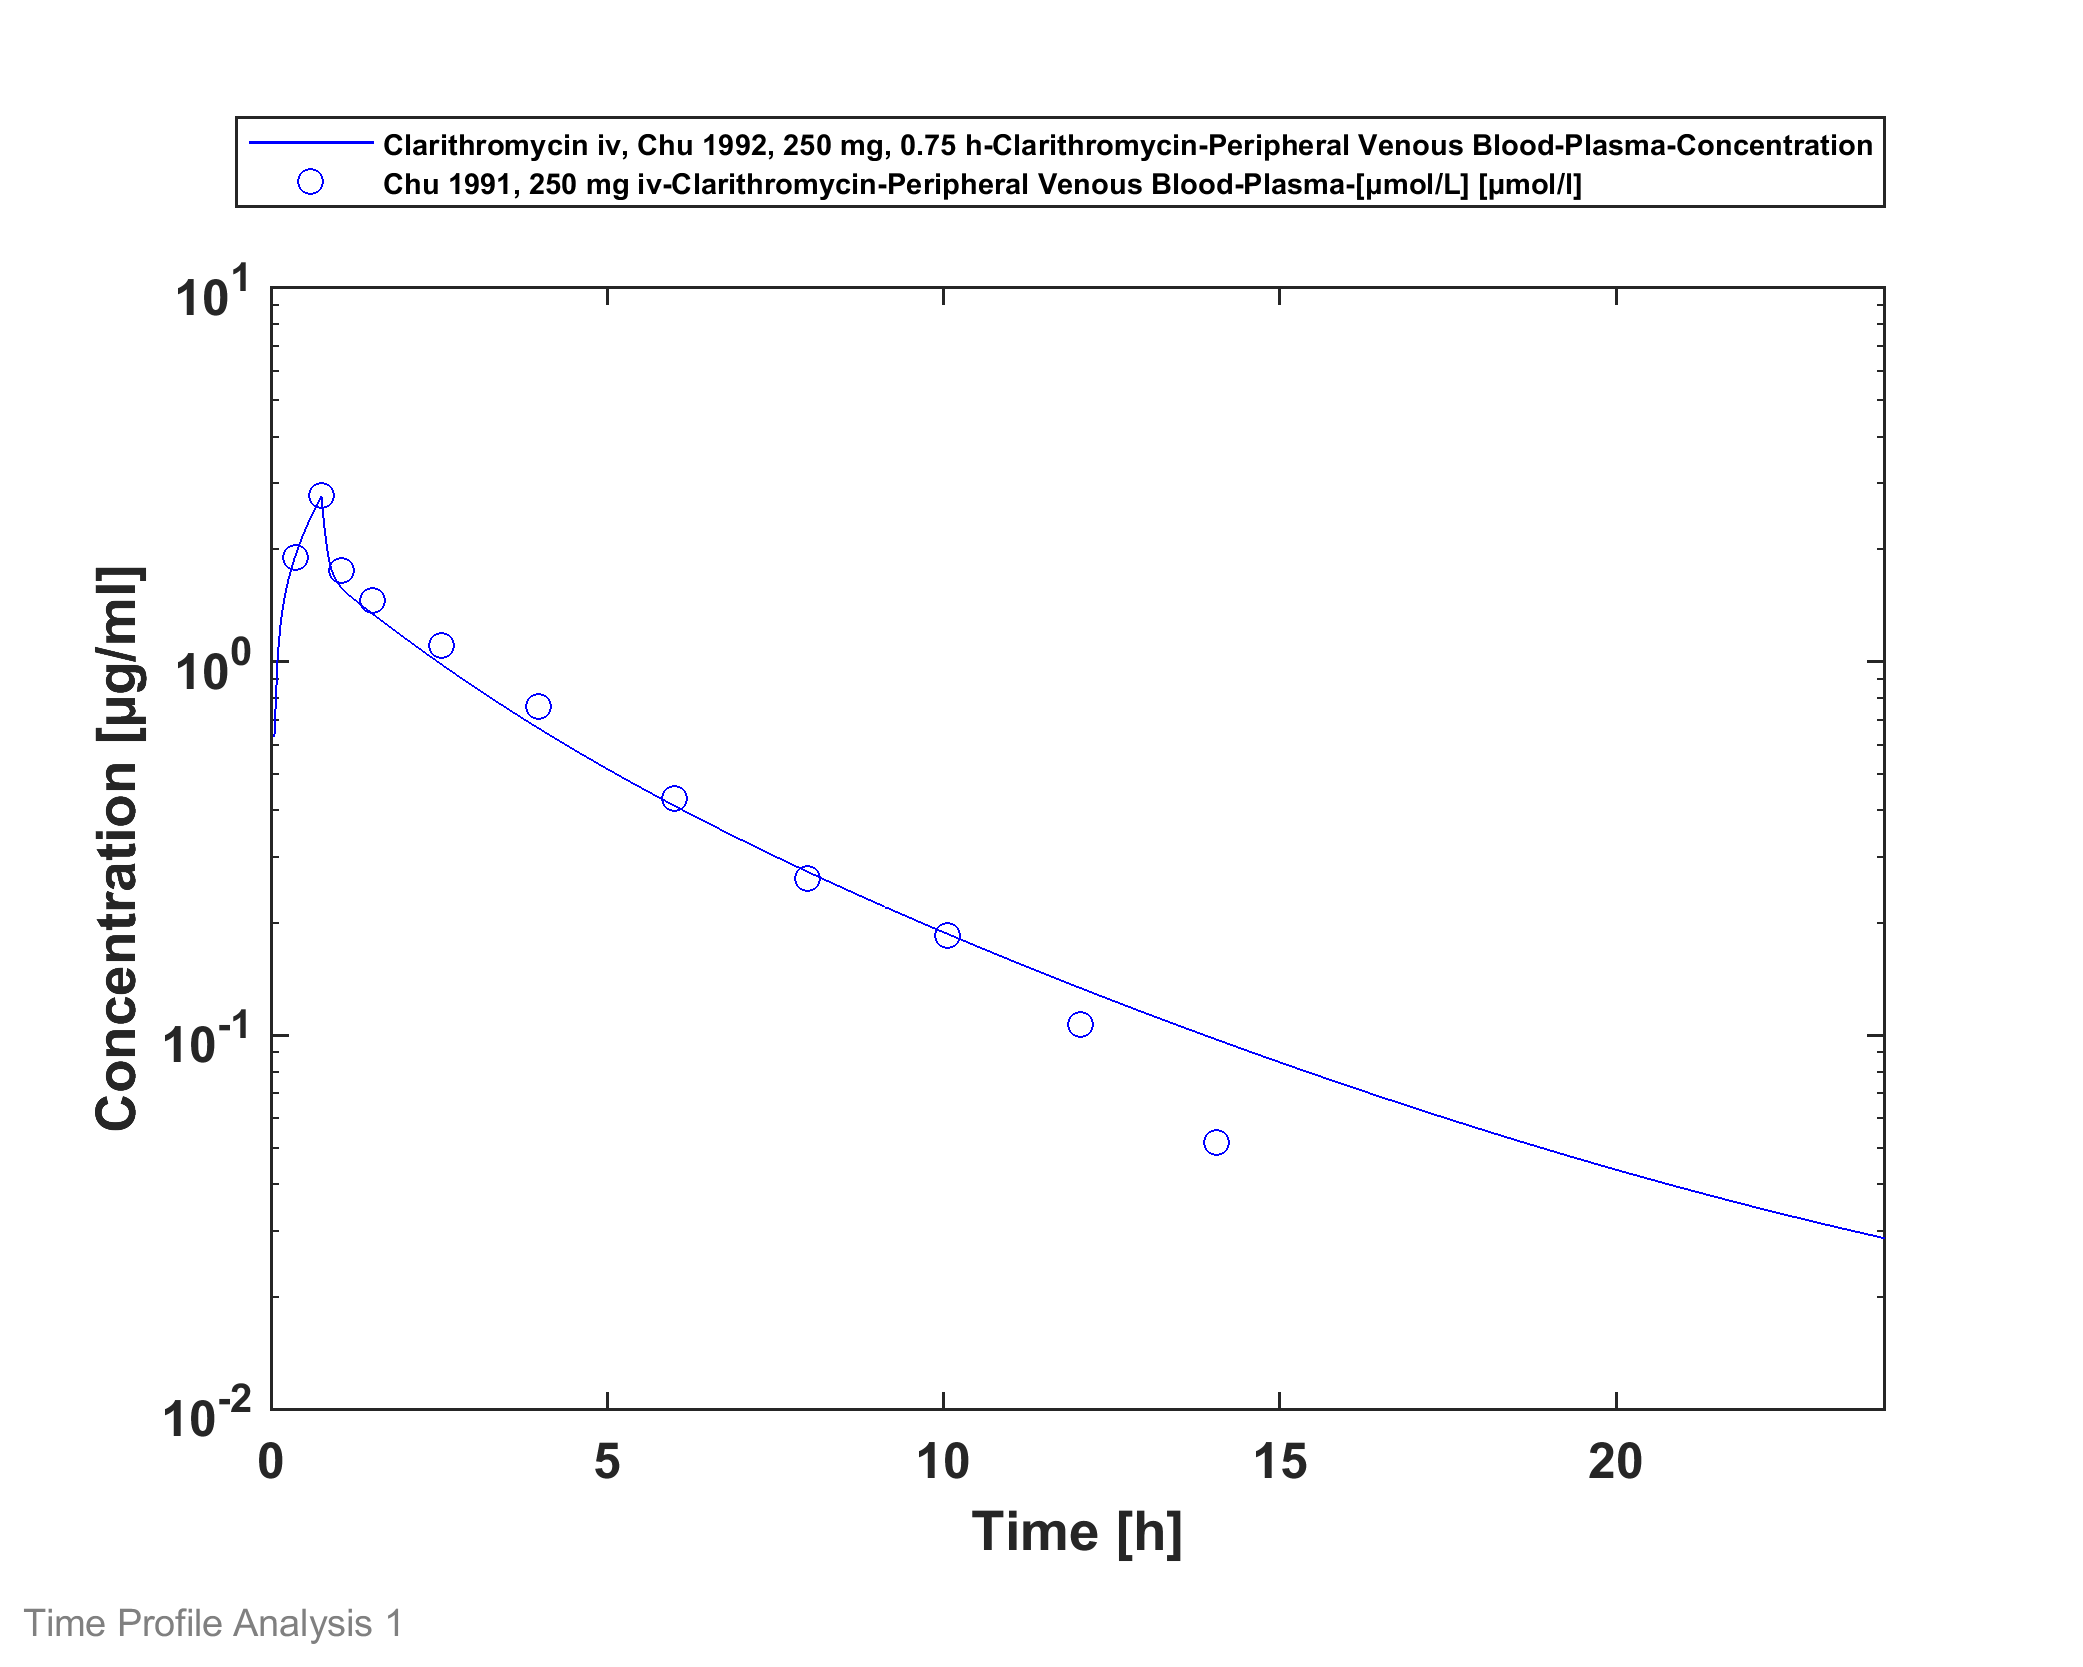 Clarithromycin iv, Chu 1992, 250 mg, 0.75 h-Clarithromycin-Peripheral Venous Blood-Plasma-Concentration
Chu 1991, 250 mg iv-Clarithromycin-Peripheral Venous Blood-Plasma-[µmol/L] [µmol/l]
10^1
10^0
10^-1
10^-2
Concentration [µg/ml]
0 5 10 15 20
Time [h]
Time Profile Analysis 1